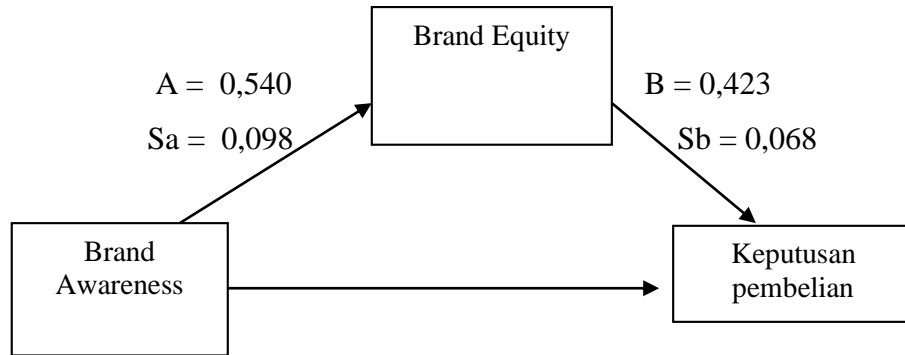 Brand Equity
A = 0,540
Sa = 0,098
B = 0,423
Sb = 0,068
Brand
Awareness
Keputusan
pembelian